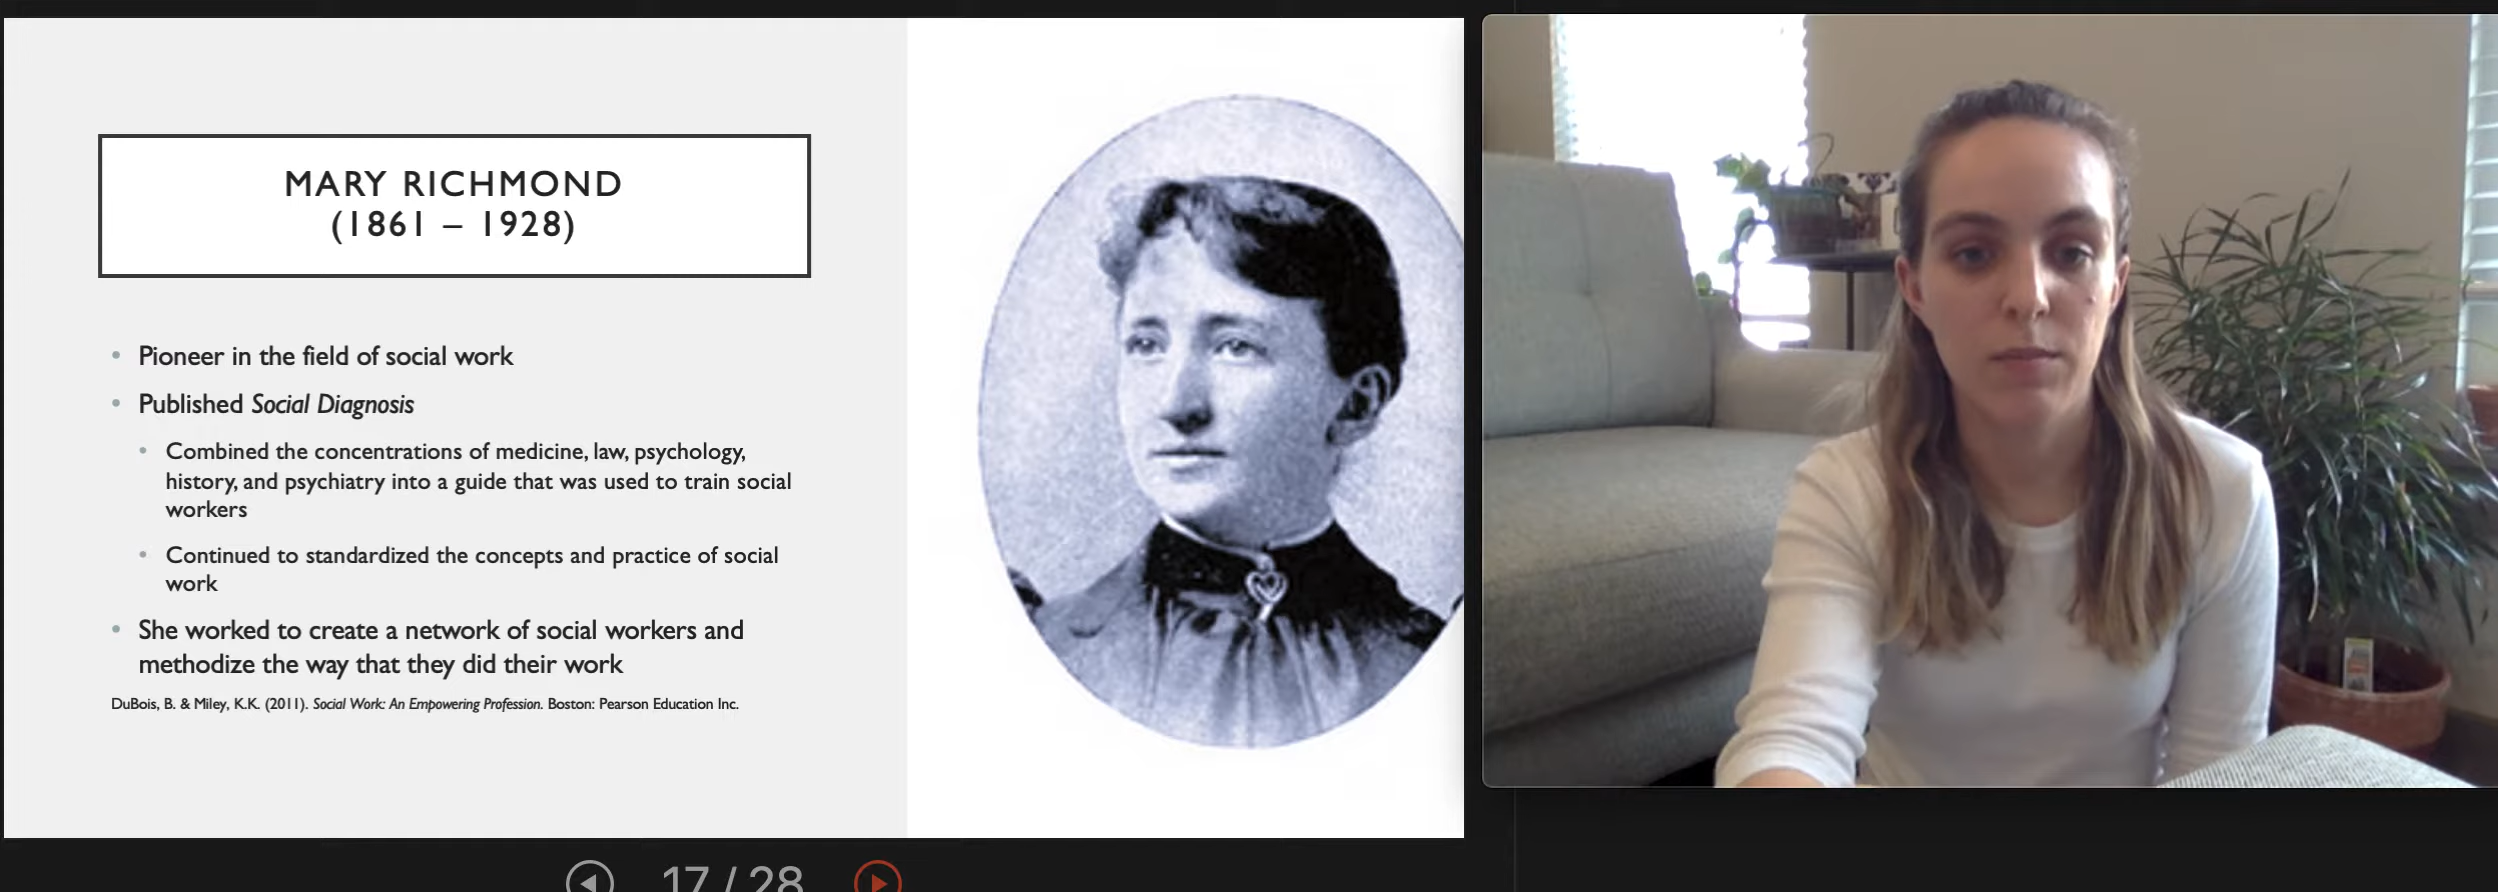 MARY RICHMOND
(1861 – 1928)
• Pioneer in the field of social work
• Published Social Diagnosis
• Combined the concentrations of medicine, law, psychology,
history, and psychiatry into a guide that was used to train social
workers
• Continued to standardized the concepts and practice of social
work
• She worked to create a network of social workers and
methodize the way that they did their work
DuBois, B. & Miley, K.K. (2011). Social Work: An Empowering Profession. Boston: Pearson Education Inc.
17 / 28